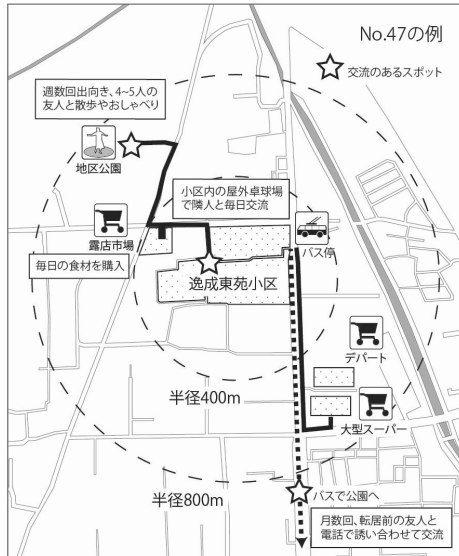 No.47の例
交流のあるスポット
週数回出向き、4~5人の
友人と散歩やおしゃべり
地区公園
小区内の屋外卓球場
で隣人と毎日交流
露店市場
バス停
毎日の食材を購入
逸成東苑小区
デパート
半径400m
大型スーパー
半径800m
バスで公園へ
月数回、転居前の友人と
電話で誘い合わせて交流